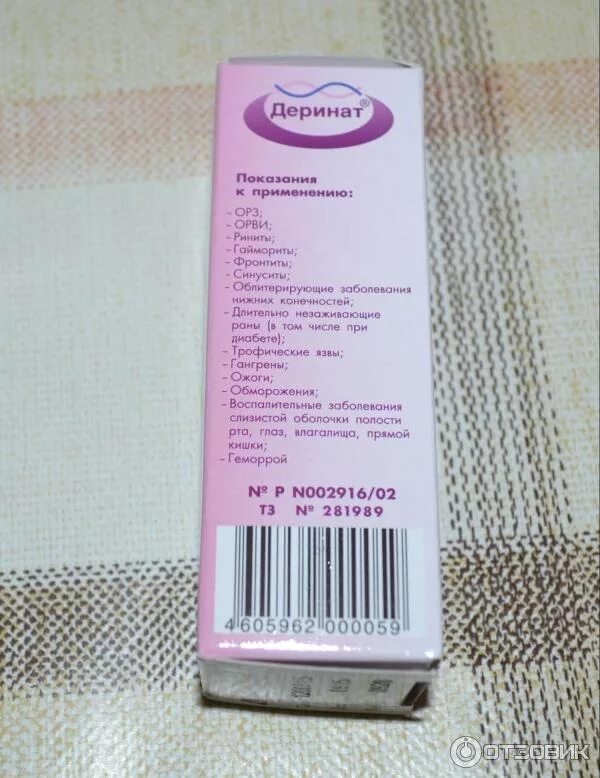 Деринат®
Показания
к применению:
- ОРЗ;
- ОРВИ;
- Риниты;
- Гаймориты;
- Фронтиты;
- Синуситы;
- Облитерирующие заболевания
нижних конечностей;
- Длительно незаживающие
раны (в том числе при
диабете);
- Трофические язвы;
- Гангрены;
- Ожоги;
- Обморожения;
- Воспалительные заболевания
слизистой оболочки полости
рта, глаз, влагалища, прямой
кишки;
- Геморрой
№ Р N002916/02
ТЗ № 281989
4 605962 000059
ОТЗОВИК